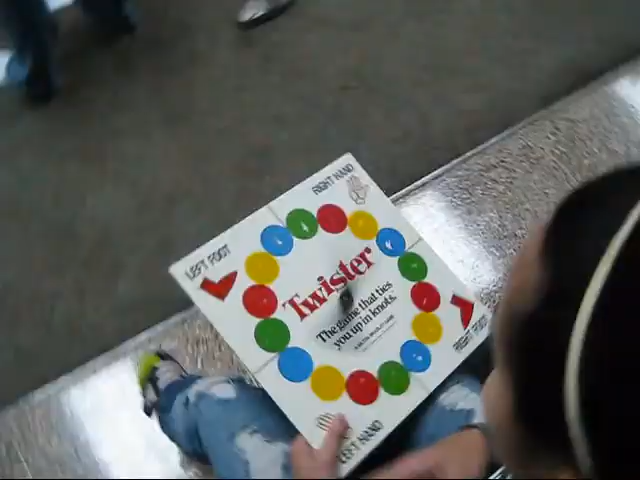 RIGHT HAND
LEFT FOOT
Twister
The game that ties
you up in knots.
RIGHT FOOT
LEFT HAND